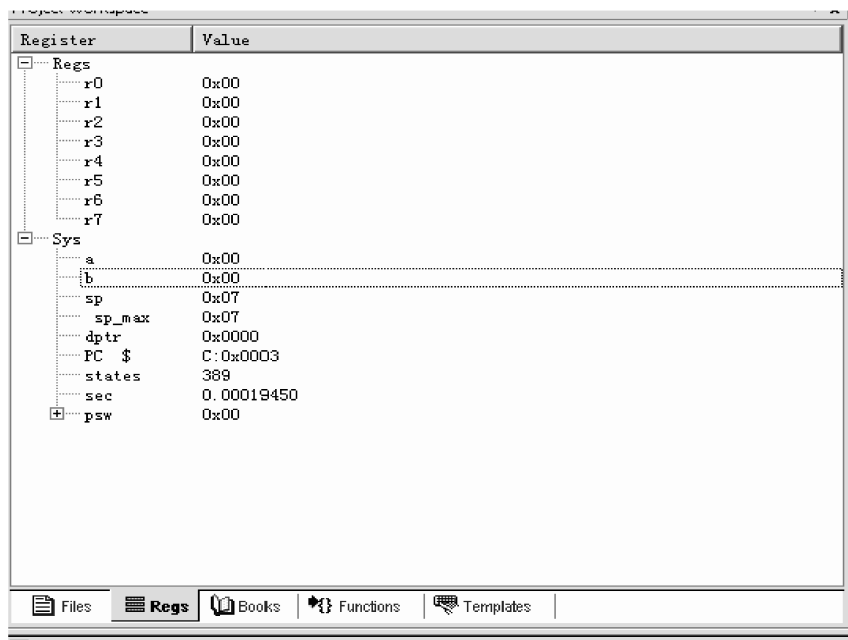 Project Workspace
Register Value
Regs
r0 0x00
r1 0x00
r2 0x00
r3 0x00
r4 0x00
r5 0x00
r6 0x00
r7 0x00
Sys
a 0x00
b 0x00
sp 0x07
sp_max 0x07
dptr 0x0000
PC $ C:0x0003
states 389
sec 0.00019450
psw 0x00
Files Regs Books Functions Templates